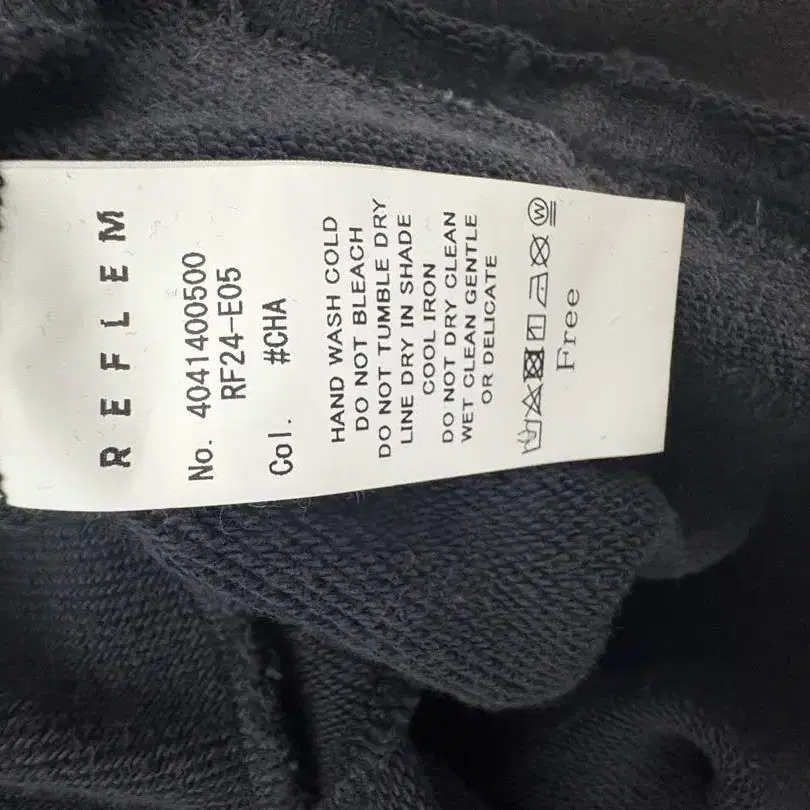 REFLEM
No. 4041400500
RF24-E05
Col. #CHA
HAND WASH COLD
DO NOT BLEACH
DO NOT TUMBLE DRY
LINE DRY IN SHADE
COOL IRON
DO NOT DRY CLEAN
WET CLEAN GENTLE
OR DELICATE
W
Free